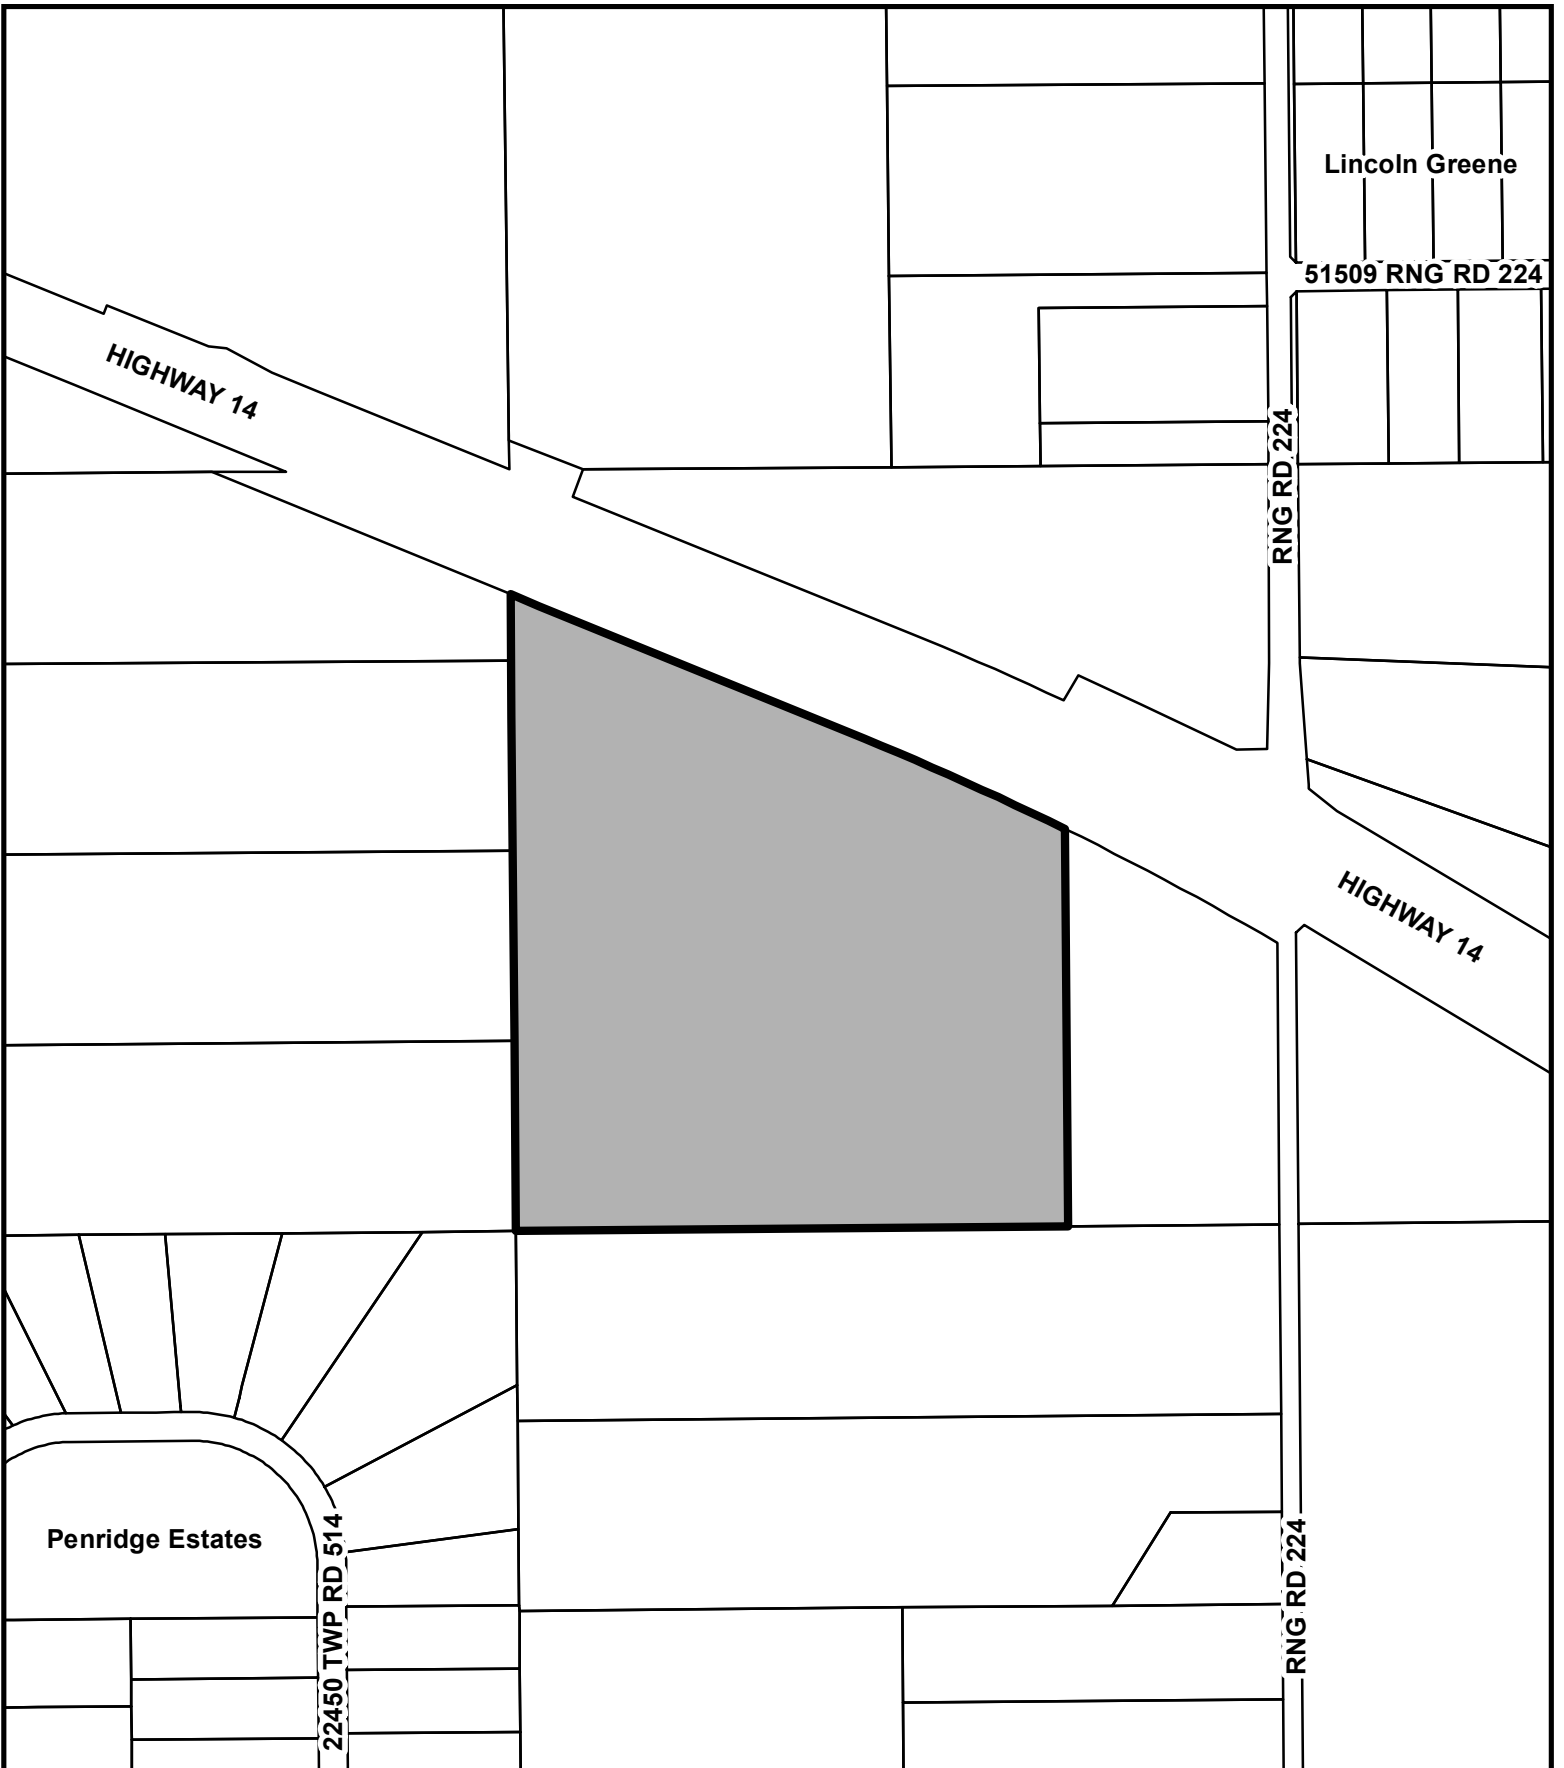 Lincoln Greene
51509 RNG RD 224
HIGHWAY 14
RNG RD 224
HIGHWAY 14
Penridge Estates
22450 TWP RD 514
RNG RD 224